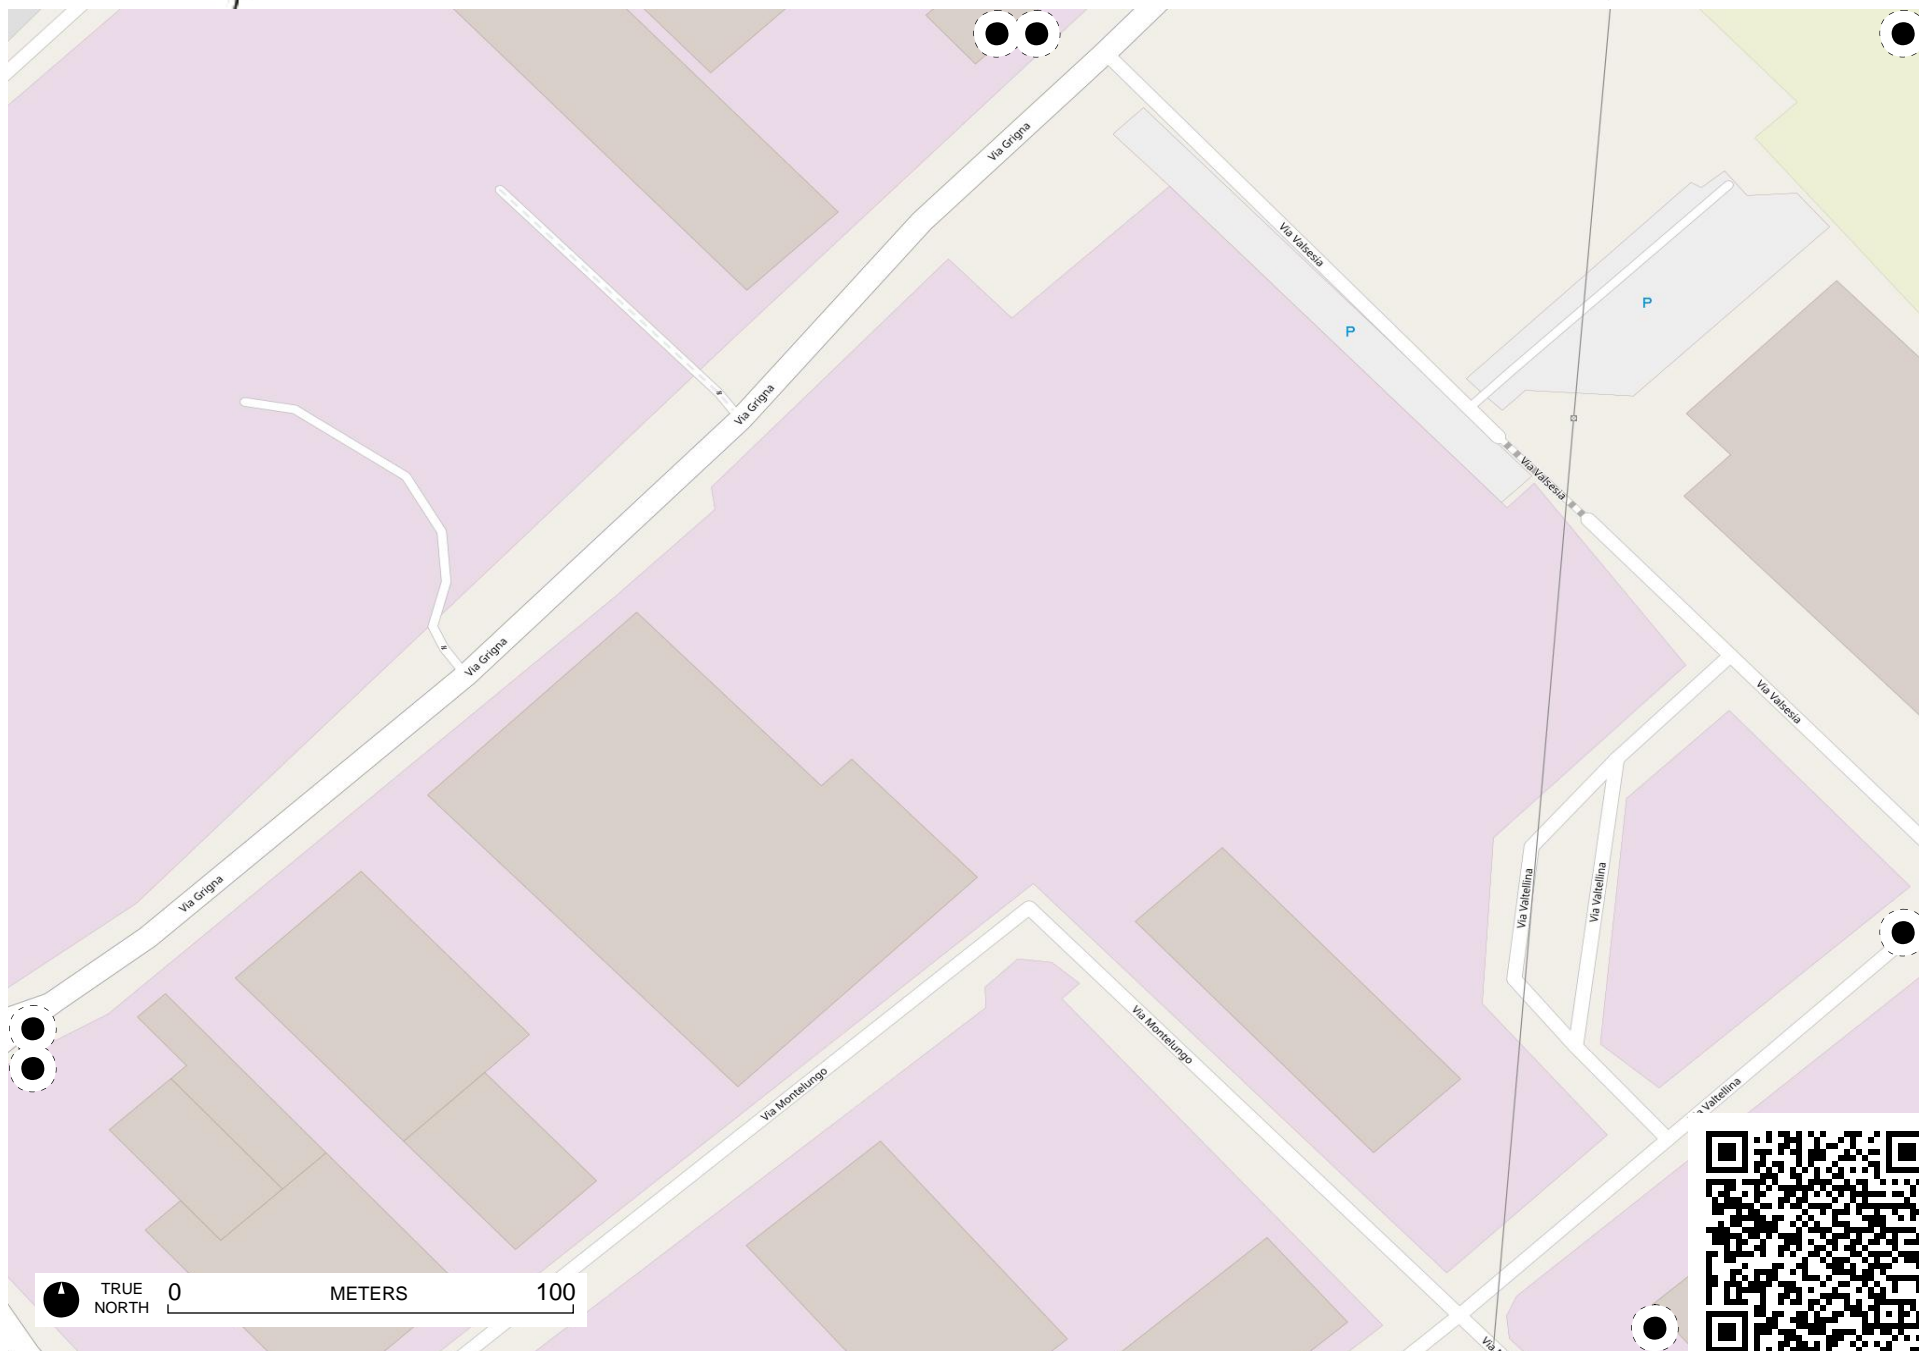 Via Grigna
Via Valsesia
P
P
Via Grigna
Via Valsesia
Via Grigna
Via Valsesia
Via Grigna
Via Valtellina
Via Valtellina
Via Montelungo
Via Montelungo
Valtellina
TRUE
NORTH
0 METERS 100
Via